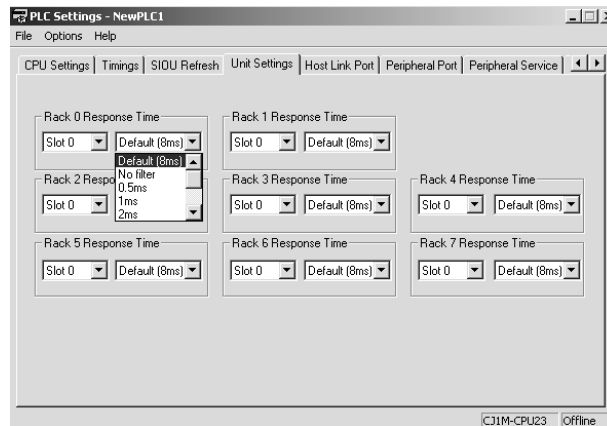 PLC Settings - NewPLC1
File Options Help
CPU Settings Timings SIOU Refresh Unit Settings Host Link Port Peripheral Port Peripheral Service
Rack 0 Response Time Rack 1 Response Time
Slot 0 Default (8ms) Slot 0 Default (8ms)
Default (8ms)
No filter
0.5ms
1ms
2ms
Rack 2 Respo Rack 3 Response Time Rack 4 Response Time
Slot 0 Slot 0 Default (8ms) Slot 0 Default (8ms)
Rack 5 Response Time Rack 6 Response Time Rack 7 Response Time
Slot 0 Default (8ms) Slot 0 Default (8ms) Slot 0 Default (8ms)
CJ1M-CPU23 Offline